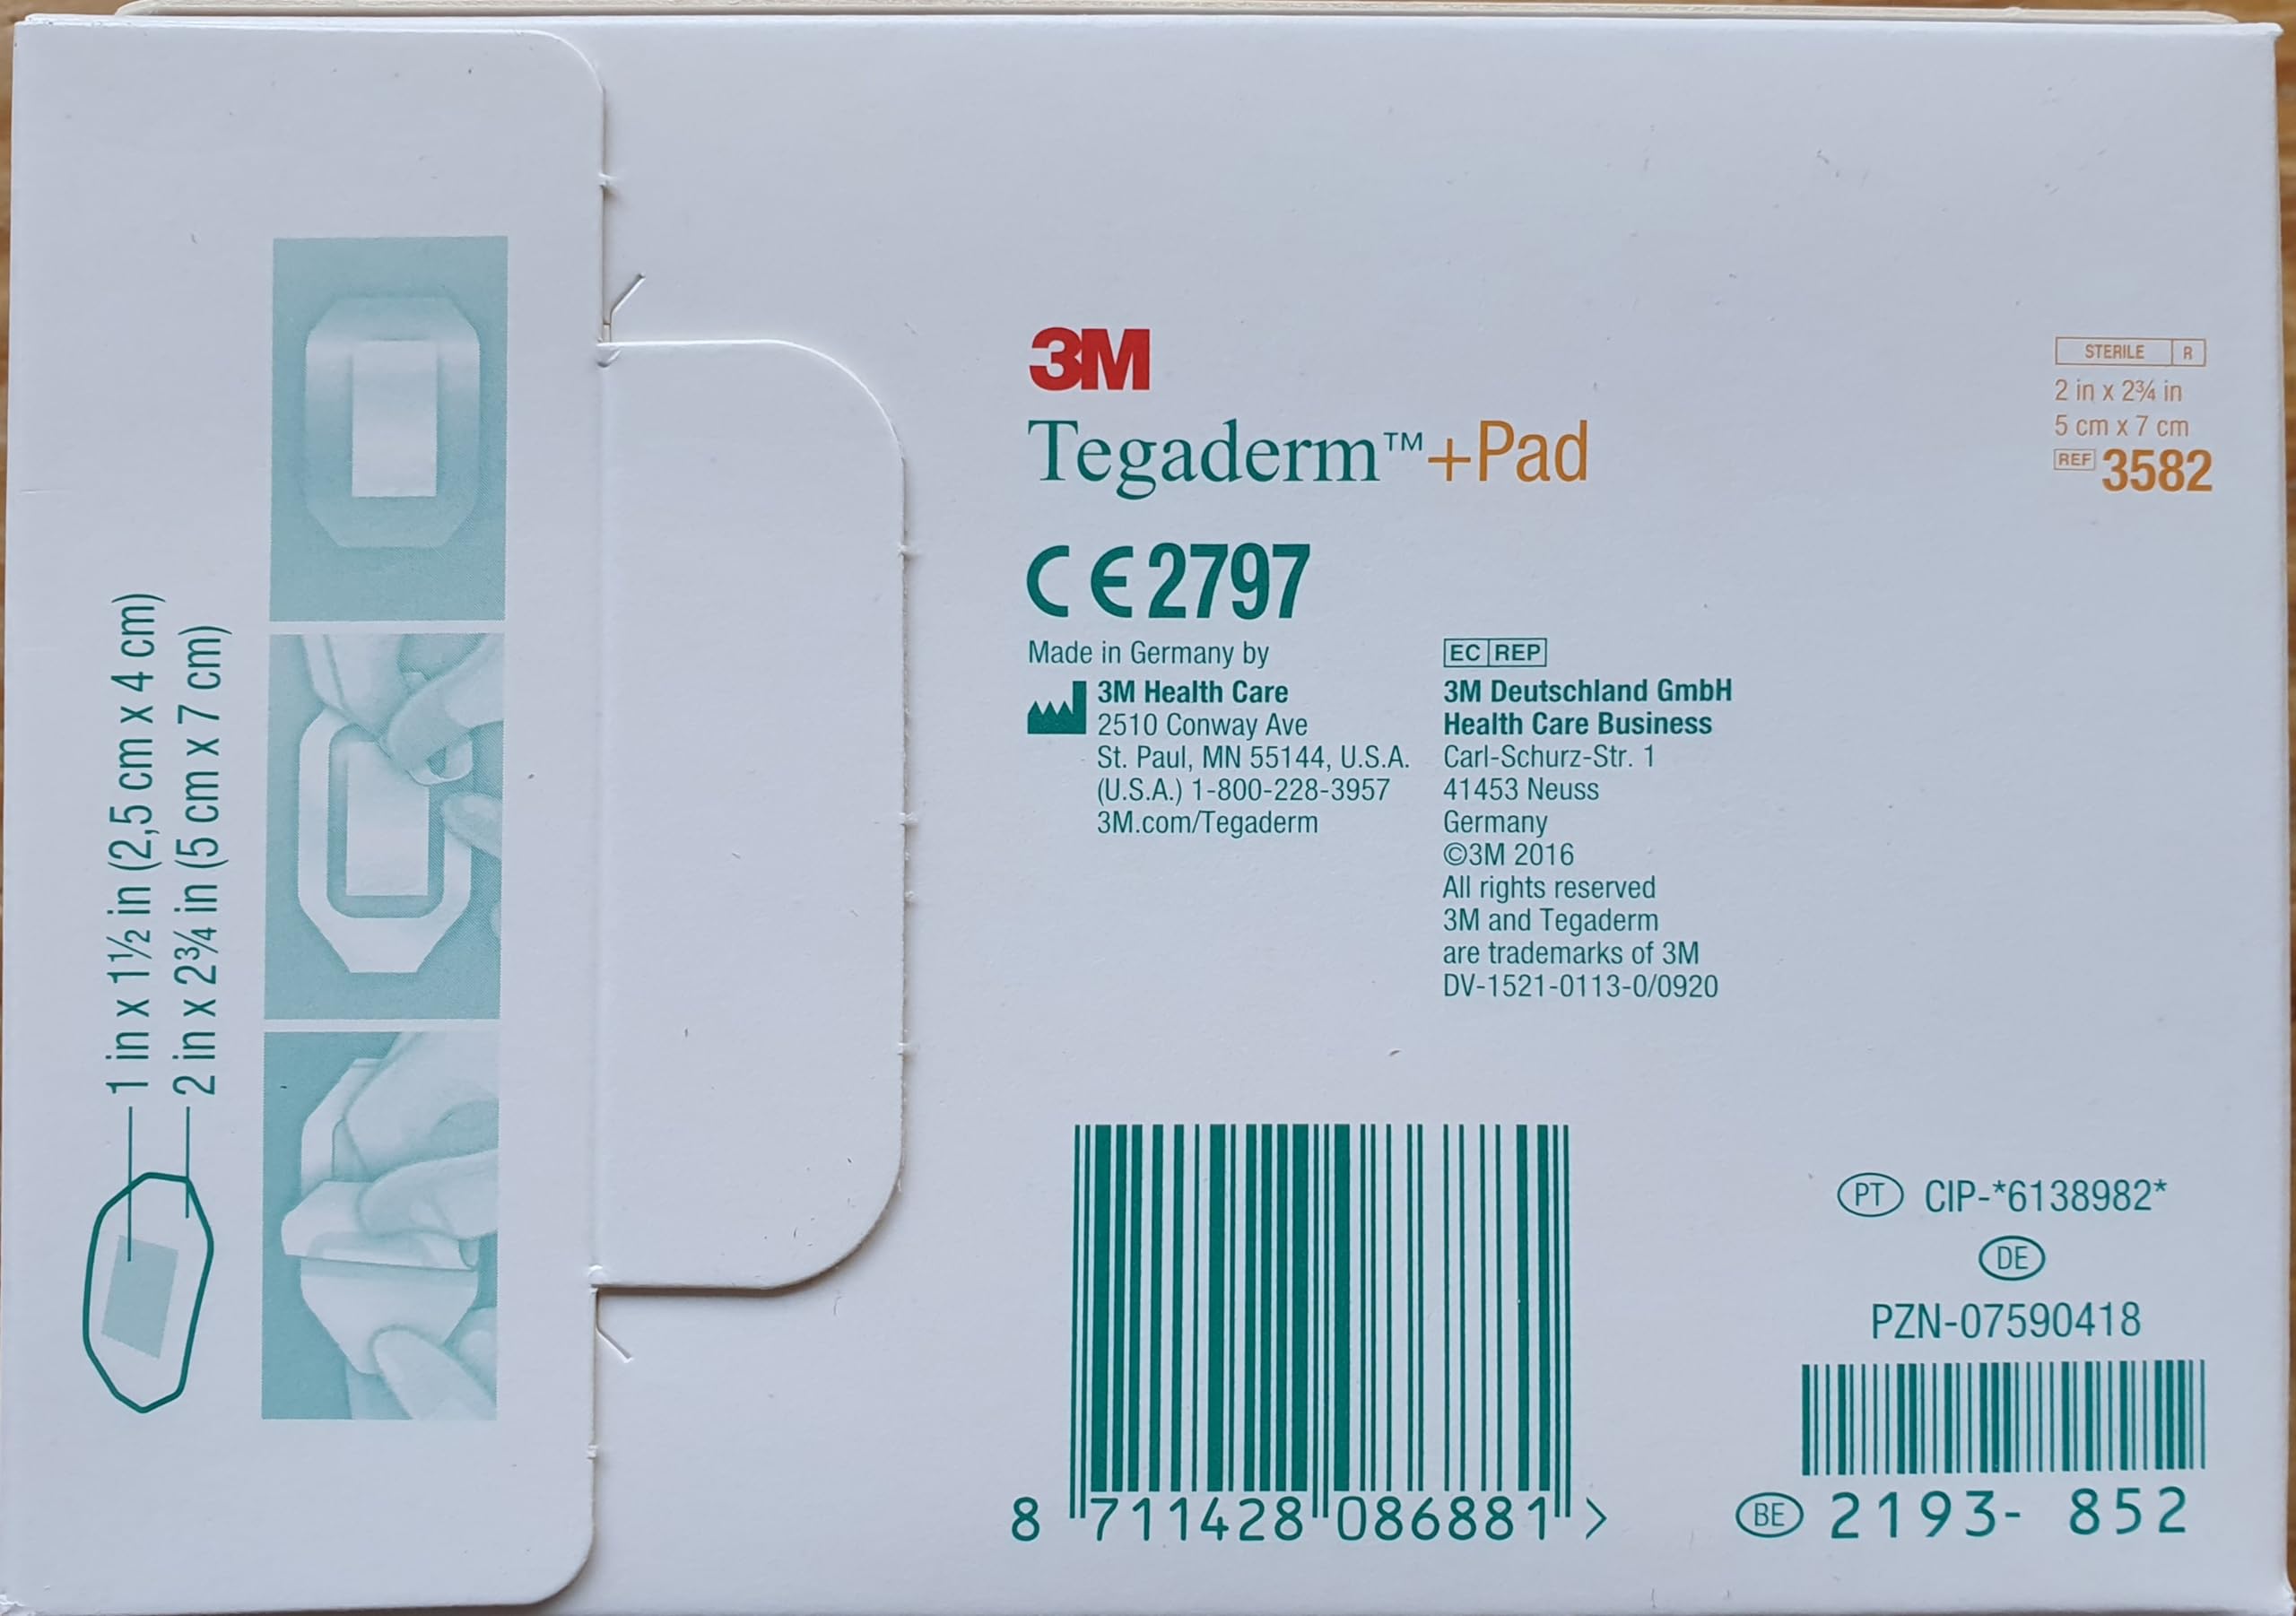 1 in x 1½ in (2,5 cm x 4 cm)
2 in x 2¾ in (5 cm x 7 cm)
3M
Tegaderm™+Pad
CE2797
Made in Germany by
3M Health Care
2510 Conway Ave
St. Paul, MN 55144, U.S.A.
(U.S.A.) 1-800-228-3957
3M.com/Tegaderm
EC REP
3M Deutschland GmbH
Health Care Business
Carl-Schurz-Str. 1
41453 Neuss
Germany
©3M 2016
All rights reserved
3M and Tegaderm
are trademarks of 3M
DV-1521-0113-0/0920
STERILE R
2 in x 2¾ in
5 cm x 7 cm
REF 3582
8 711428 086881 >
PT CIP-*6138982*
DE
PZN-07590418
BE 2193- 852